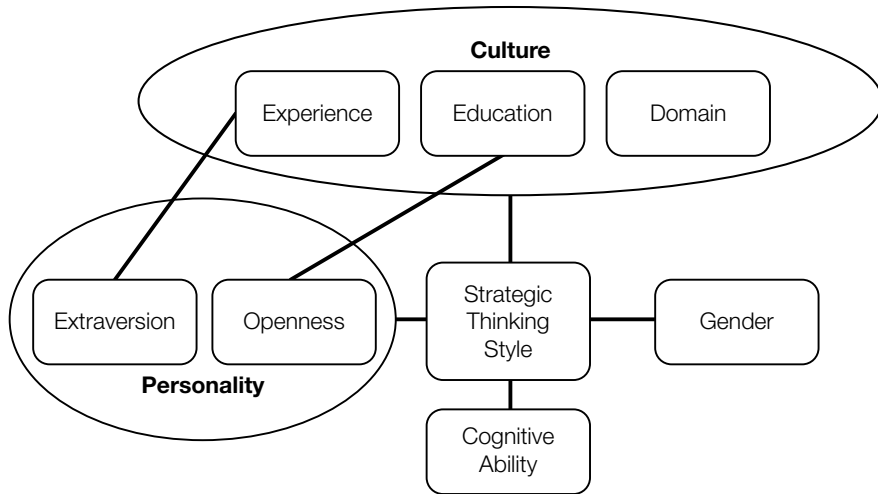 Culture
Experience
Education
Domain
Extraversion
Openness
Personality
Strategic
Thinking
Style
Gender
Cognitive
Ability